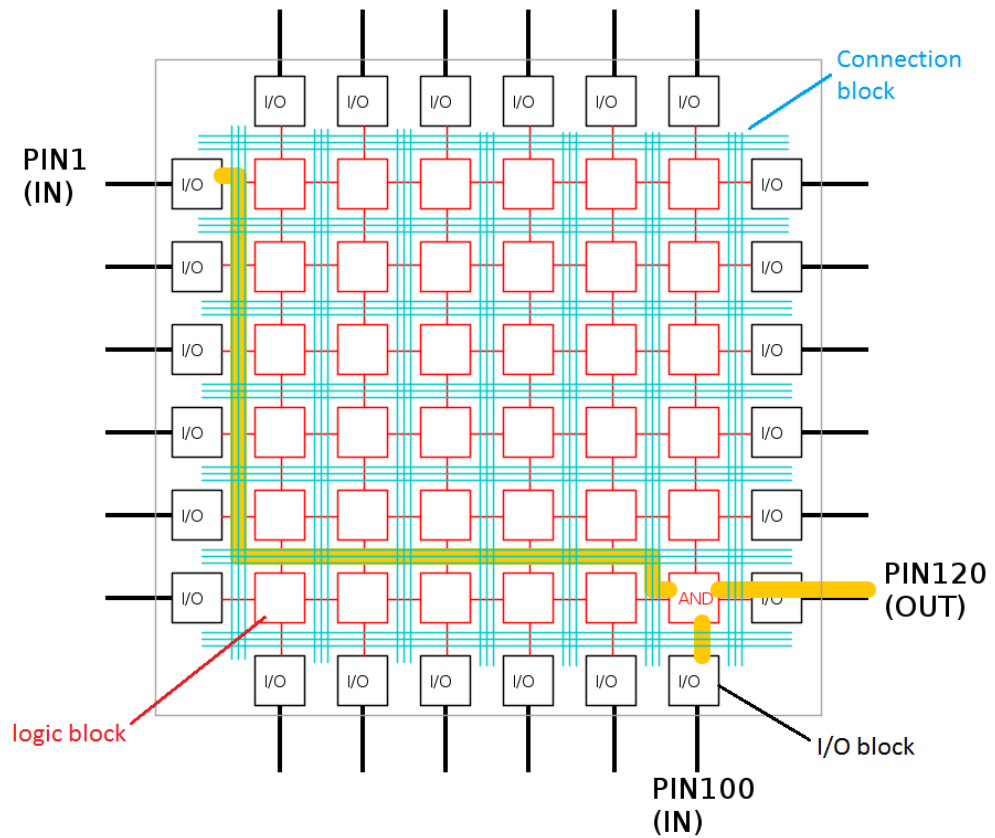 Connection
block
I/O I/O I/O I/O I/O I/O
PIN1
(IN)
I/O I/O
I/O I/O
I/O I/O
I/O I/O
I/O I/O
I/O AND I/O
PIN120
(OUT)
I/O I/O I/O I/O I/O I/O
logic block
I/O block
PIN100
(IN)